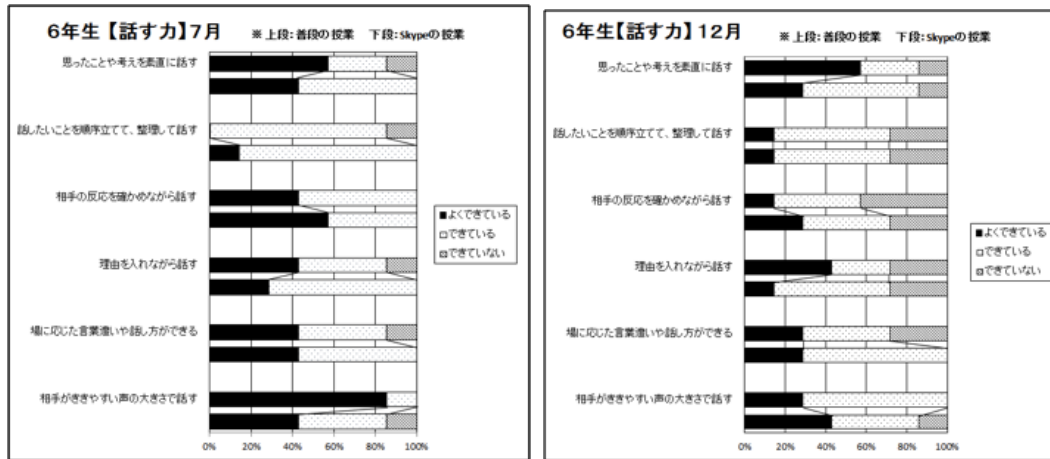 6年生【話す力】7月 ※ 上段：普段の授業 下段：Skypeの授業
思ったことや考えを素直に話す
話したいことを順序立てて、整理して話す
相手の反応を確かめながら話す
理由を入れながら話す
場に応じた言葉遣いや話し方ができる
相手がききやすい声の大きさで話す
0% 20% 40% 60% 80% 100%
■よくできている
□できている
できていない
6年生【話す力】12月 ※ 上段：普段の授業 下段：Skypeの授業
思ったことや考えを素直に話す
話したいことを順序立てて、整理して話す
相手の反応を確かめながら話す
理由を入れながら話す
場に応じた言葉遣いや話し方ができる
相手がききやすい声の大きさで話す
0% 20% 40% 60% 80% 100%
■よくできている
□できている
できていない